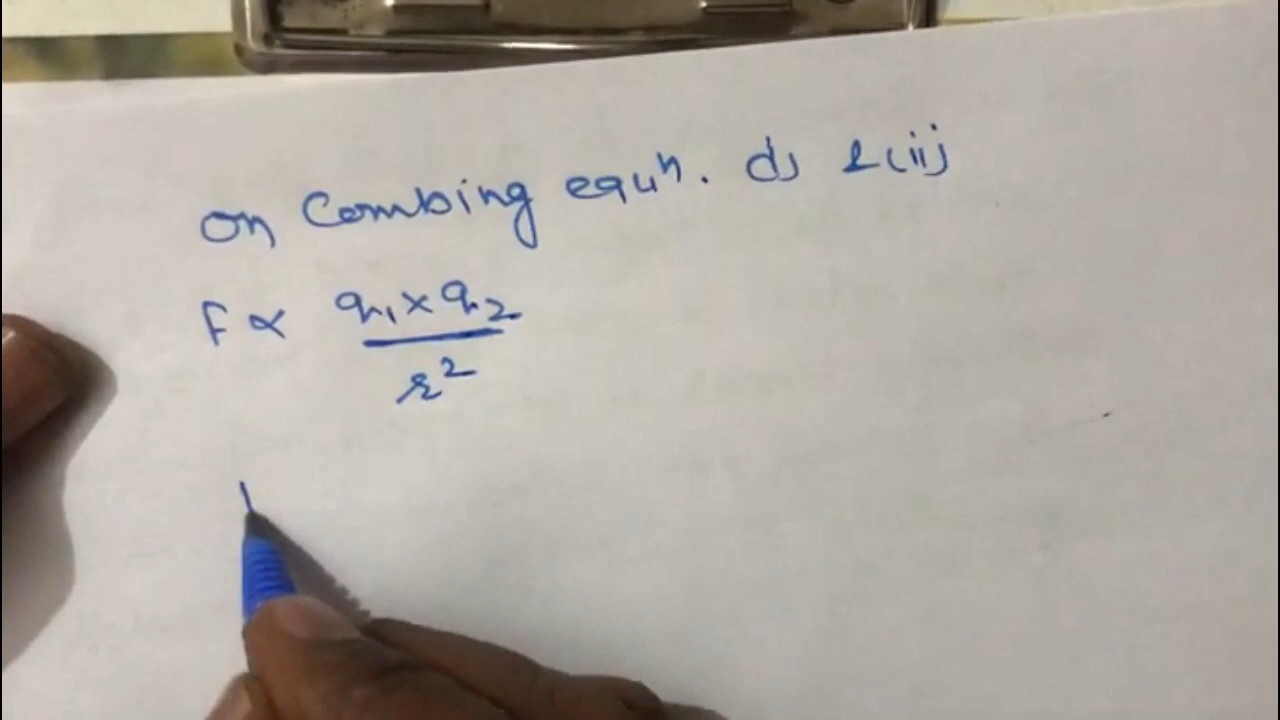 On Combing equⁿ. (i) & (ii)
F ∝ q₁ × q₂
r²